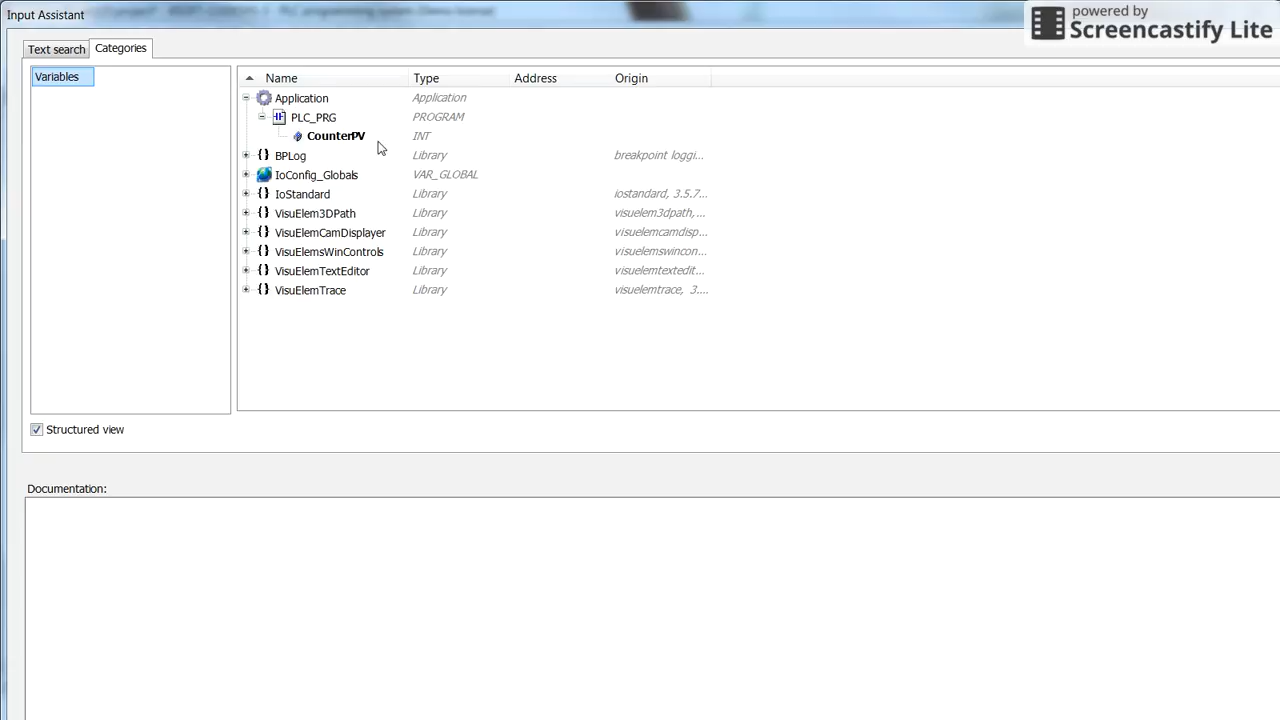 Input Assistant
powered by
Screencastify Lite
Text search Categories
Variables
Name Type Address Origin
Application Application
PLC_PRG PROGRAM
CounterPV INT
BPLog Library breakpoint loggi...
IoConfig_Globals VAR_GLOBAL
IoStandard Library iostandard, 3.5.7...
VisuElem3DPath Library visuelem3dpath,...
VisuElemCamDisplayer Library visuelemcamdisp...
VisuElemsWinControls Library visuelemswincon...
VisuElemTextEditor Library visuelemtextedit...
VisuElemTrace Library visuelemtrace, 3....
Structured view
Documentation: